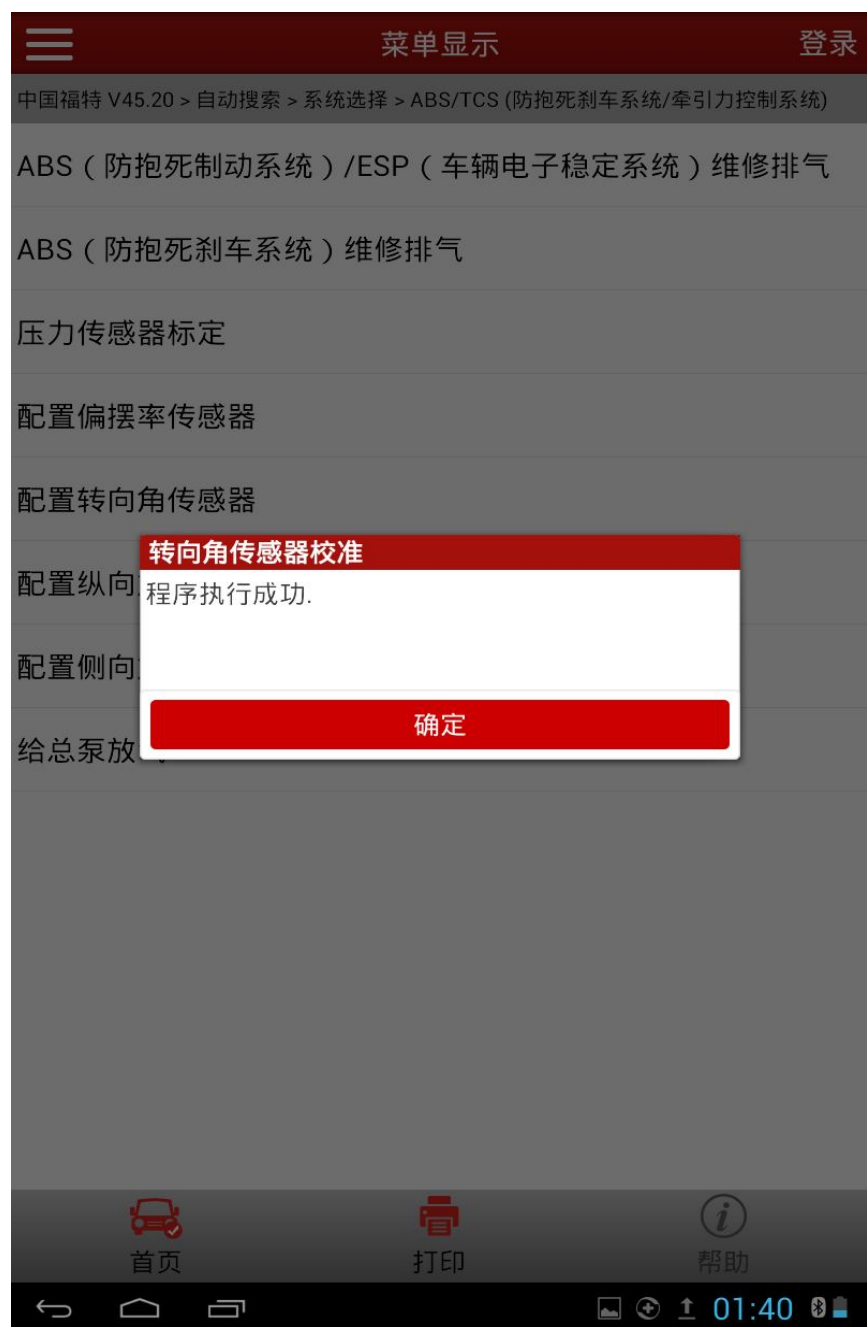 菜单显示 登录
中国福特 V45.20 > 自动搜索 > 系统选择 > ABS/TCS (防抱死刹车系统/牵引力控制系统)
ABS（防抱死制动系统）/ESP（车辆电子稳定系统）维修排气
ABS（防抱死刹车系统）维修排气
压力传感器标定
配置偏摆率传感器
配置转向角传感器
转向角传感器校准
配置纵向
程序执行成功.
配置侧向
确定
给总泵放
首页 打印 帮助
01:40